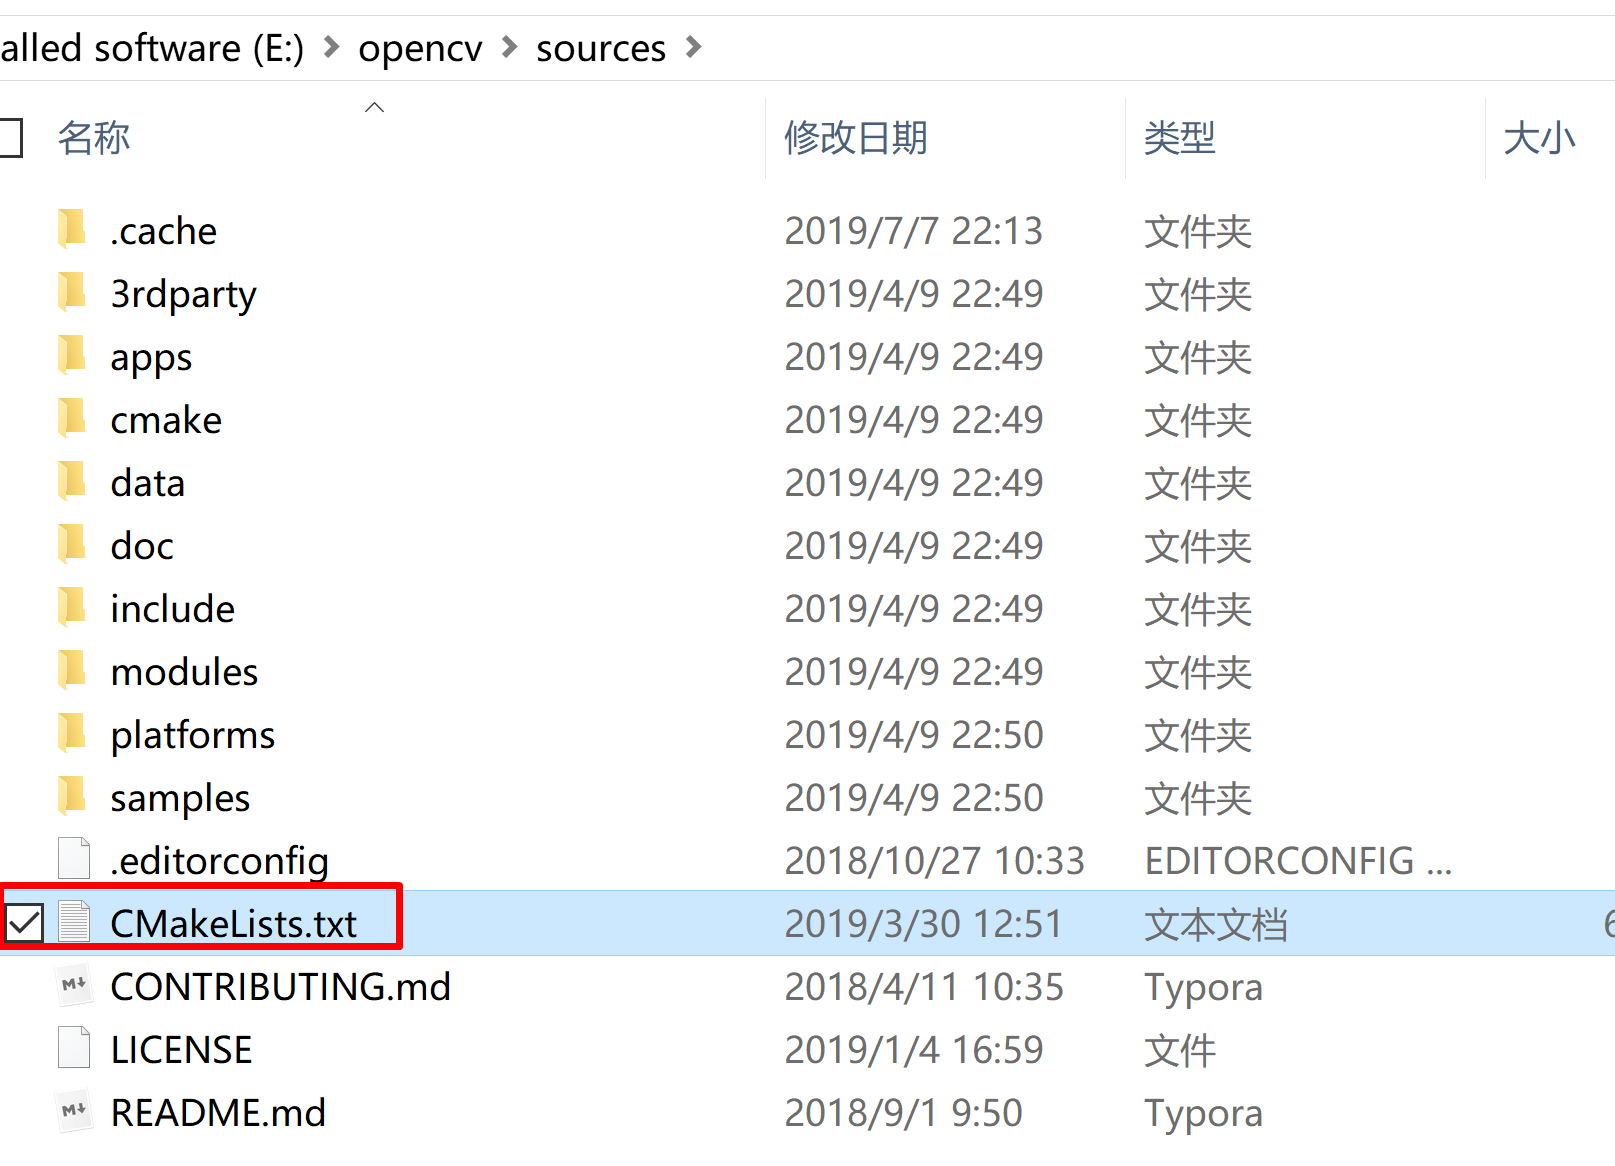 alled software (E:) > opencv > sources >
名称 修改日期 类型 大小
.cache 2019/7/7 22:13 文件夹
3rdparty 2019/4/9 22:49 文件夹
apps 2019/4/9 22:49 文件夹
cmake 2019/4/9 22:49 文件夹
data 2019/4/9 22:49 文件夹
doc 2019/4/9 22:49 文件夹
include 2019/4/9 22:49 文件夹
modules 2019/4/9 22:49 文件夹
platforms 2019/4/9 22:50 文件夹
samples 2019/4/9 22:50 文件夹
.editorconfig 2018/10/27 10:33 EDITORCONFIG ...
CMakeLists.txt 2019/3/30 12:51 文本文档
CONTRIBUTING.md 2018/4/11 10:35 Typora
LICENSE 2019/1/4 16:59 文件
README.md 2018/9/1 9:50 Typora